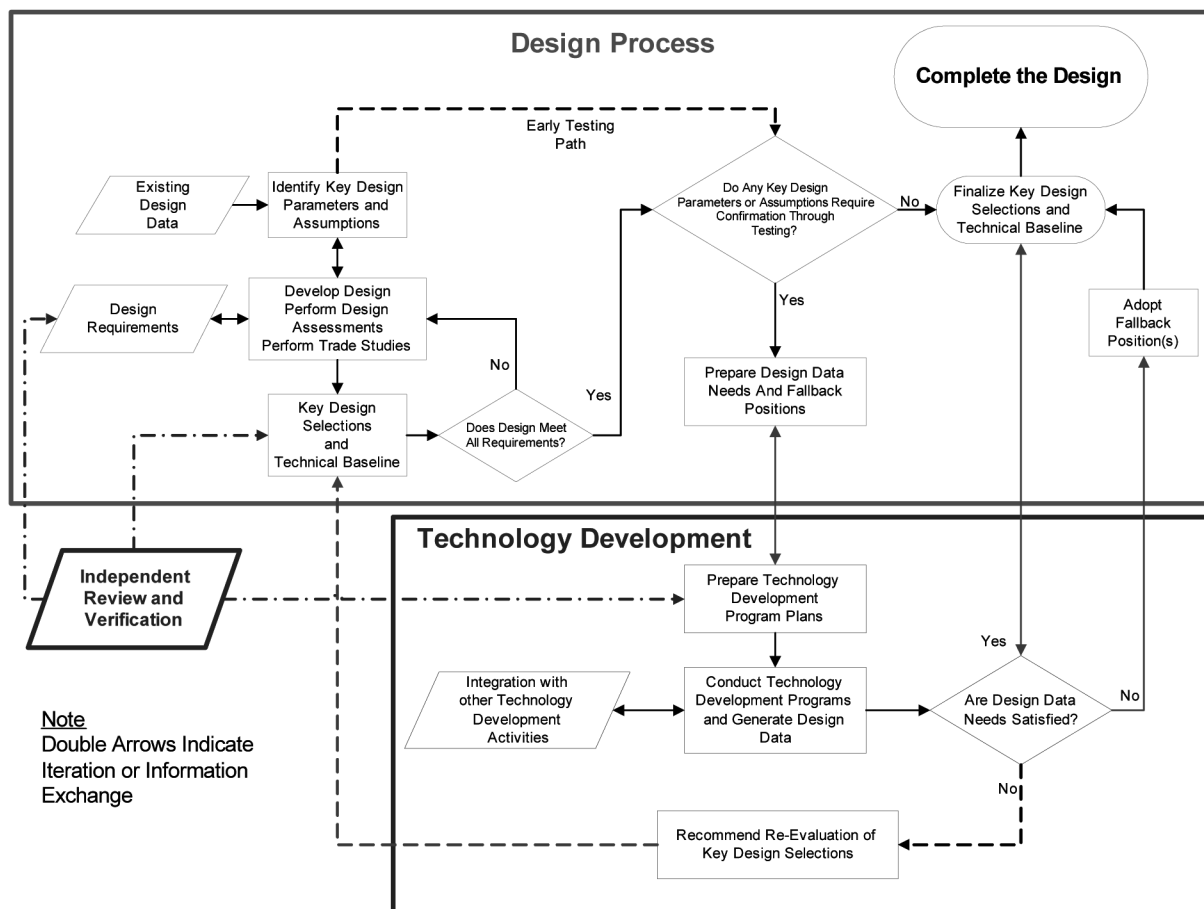 Design Process
Complete the Design
Early Testing
Path
Existing
Design
Data
Identify Key Design
Parameters and
Assumptions
Do Any Key Design
Parameters or Assumptions Require
Confirmation Through
Testing?
No
Finalize Key Design
Selections and
Technical Baseline
Design
Requirements
Develop Design
Perform Design
Assessments
Perform Trade Studies
Yes
Adopt
Fallback
Position(s)
No
Prepare Design Data
Needs And Fallback
Positions
Key Design
Selections
and
Technical Baseline
Does Design Meet
All Requirements?
Yes
Technology Development
Independent
Review and
Verification
Prepare Technology
Development
Program Plans
Yes
Integration with
other Technology
Development
Activities
Conduct Technology
Development Programs
and Generate Design
Data
Are Design Data
Needs Satisfied?
No
No
Note
Double Arrows Indicate
Iteration or Information
Exchange
Recommend Re-Evaluation of
Key Design Selections